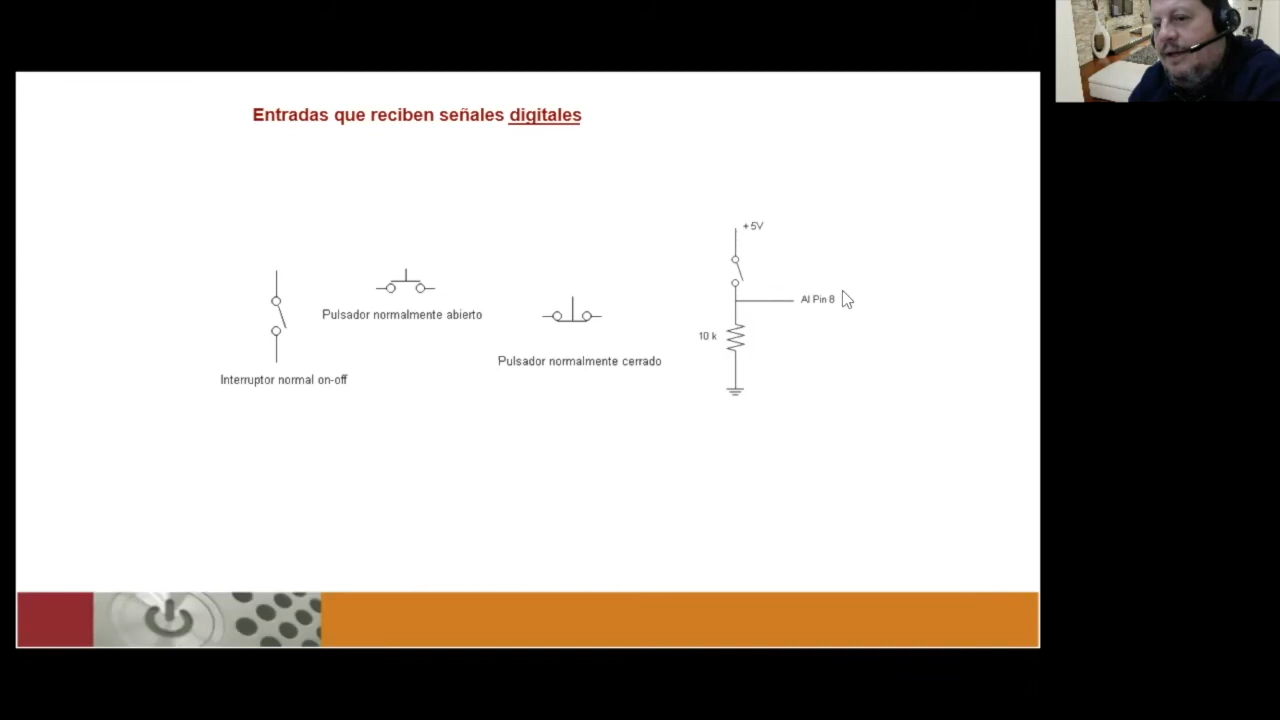 Entradas que reciben señales digitales
+5V
Pulsador normalmente abierto
Al Pin 8
10 k
Pulsador normalmente cerrado
Interruptor normal on-off